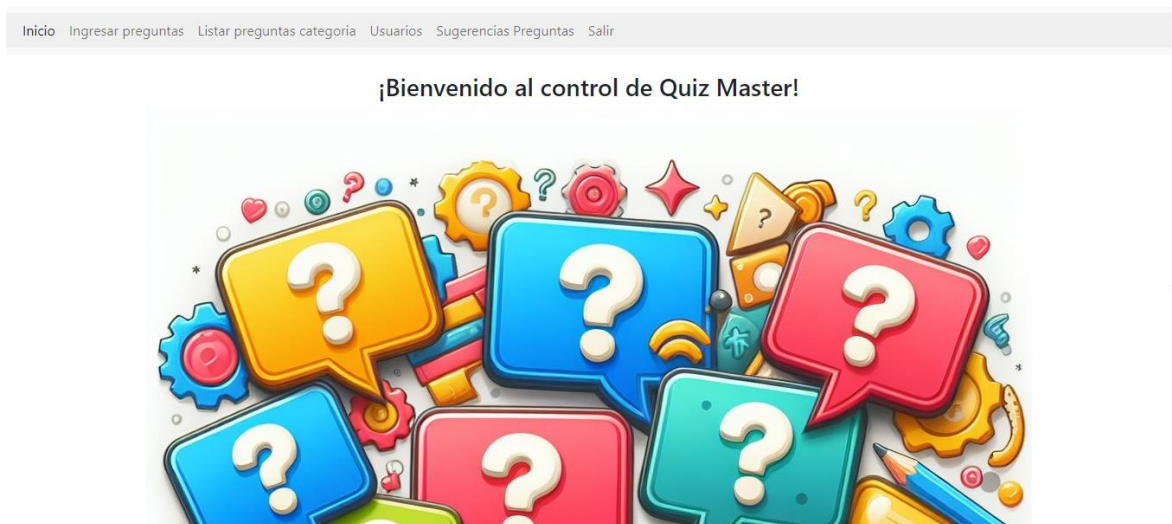 Inicio Ingresar preguntas Listar preguntas categoria Usuarios Sugerencias Preguntas Salir
¡Bienvenido al control de Quiz Master!
? ? ? ?
? ? ?
? ? ?